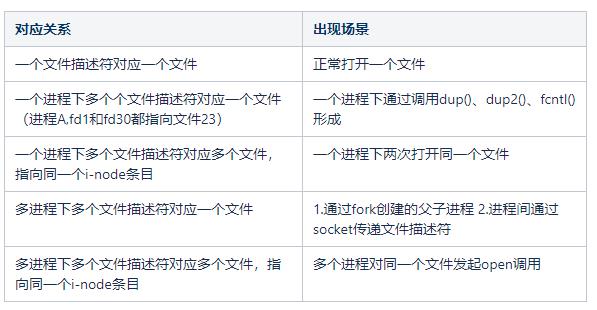 对应关系 出现场景
一个文件描述符对应一个文件 正常打开一个文件
一个进程下多个个文件描述符对应一个文件 一个进程下通过调用dup()、dup2()、fcntl()
（进程A,fd1和fd30都指向文件23） 形成
一个进程下多个文件描述符对应多个文件， 一个进程下两次打开同一个文件
指向同一个i-node条目
多进程下多个文件描述符对应一个文件 1.通过fork创建的父子进程 2.进程间通过
socket传递文件描述符
多进程下多个文件描述符对应多个文件，指 多个进程对同一个文件发起open调用
向同一个i-node条目